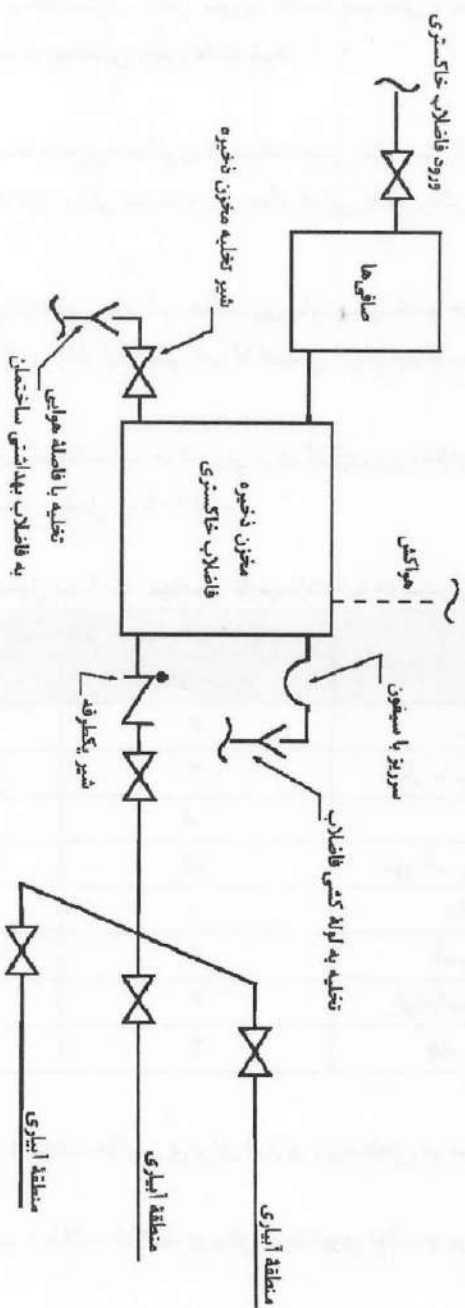 ورود فاضلاب خاکستری
صافی‌ها
شیر تخلیه مخزن ذخیره
تخلیه با فاصلهٔ هوایی
به فاضلاب بهداشتی ساختمان
مخزن ذخیره
فاضلاب خاکستری
هواکش
سرریز با سیفون
تخلیه به لولهٔ کشی فاضلاب
شیر یکطرفه
منطقهٔ آبیاری
منطقهٔ آبیاری
منطقهٔ آبیاری